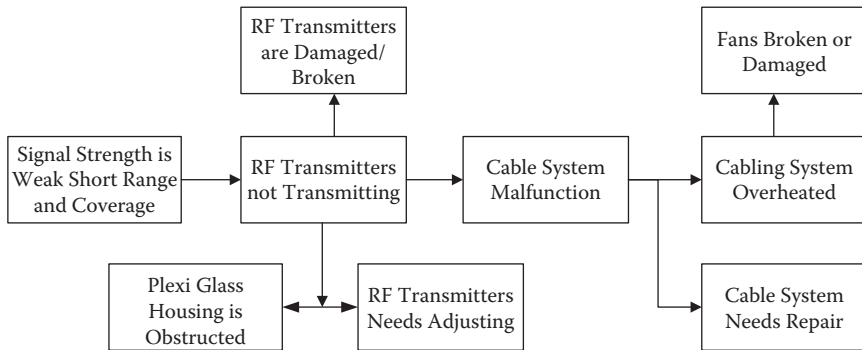 RF Transmitters
are Damaged/
Broken
Fans Broken or
Damaged
Signal Strength is
Weak Short Range
and Coverage
RF Transmitters
not Transmitting
Cable System
Malfunction
Cabling System
Overheated
Plexi Glass
Housing is
Obstructed
RF Transmitters
Needs Adjusting
Cable System
Needs Repair